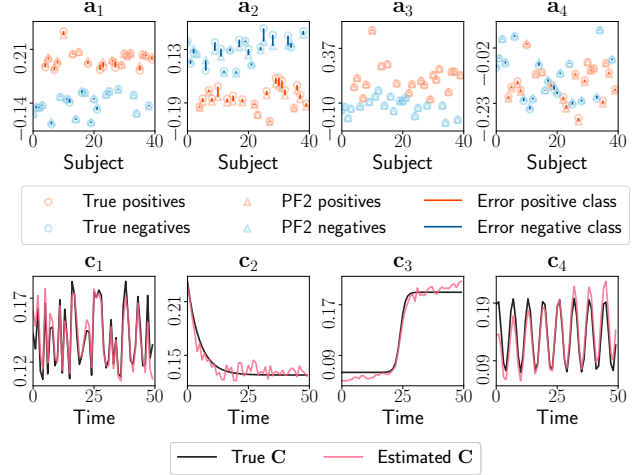 a₁ a₂ a₃ a₄
0.21 0.13 0.37 −0.02
−0.14 −0.19 −0.10 −0.23
0 20 40 0 20 40 0 20 40 0 20 40
Subject Subject Subject Subject
True positives PF2 positives Error positive class
True negatives PF2 negatives Error negative class
c₁ c₂ c₃ c₄
0.17 0.21 0.17 0.19
0.12 0.15 0.09 0.09
0 25 50 0 25 50 0 25 50 0 25 50
Time Time Time Time
True C Estimated C